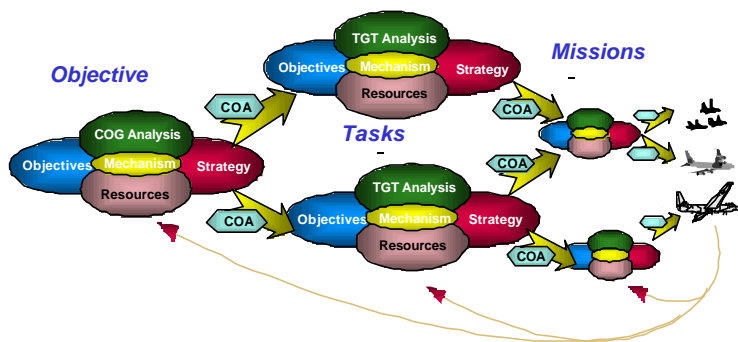 Objective
Tasks
Missions
COG Analysis
Objectives
Mechanism
Strategy
Resources
COA
COA
TGT Analysis
Objectives
Mechanism
Strategy
Resources
TGT Analysis
Objectives
Mechanism
Strategy
Resources
COA
COA
COA